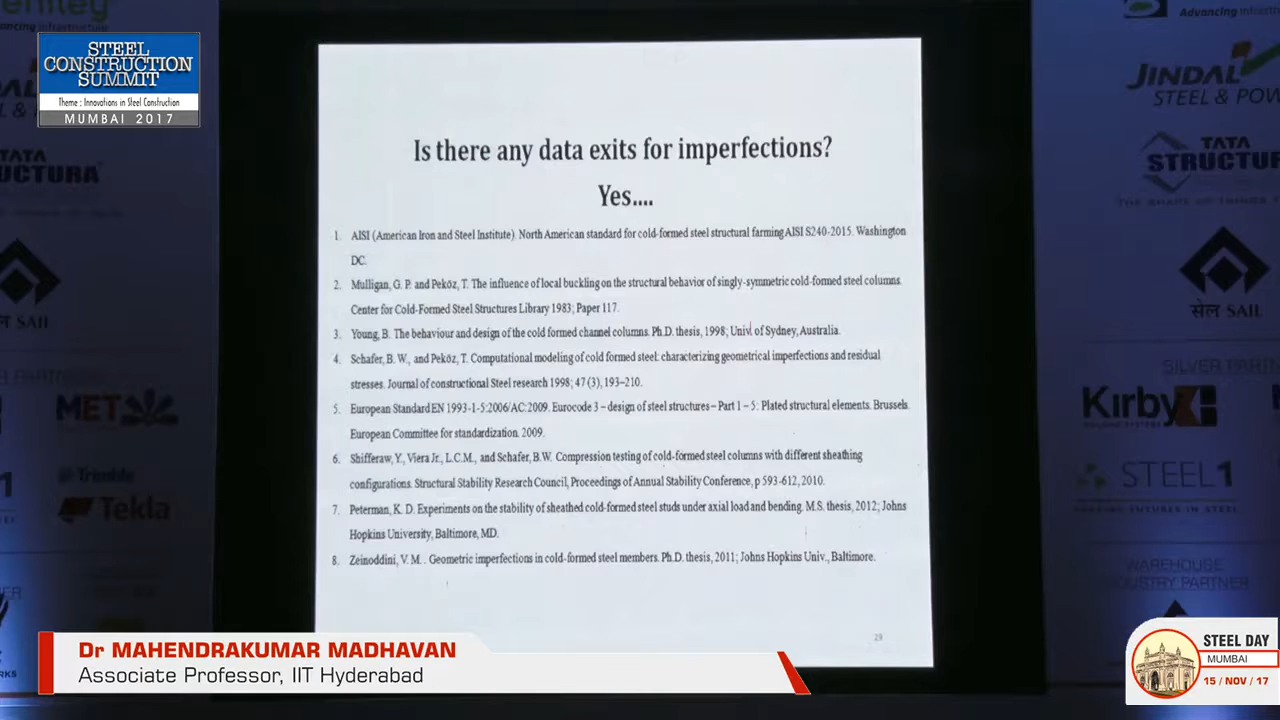 STEEL
CONSTRUCTION
SUMMIT
Theme : Innovations in Steel Construction
MUMBAI 2017
Advancing
JINDAL
STEEL &
TATA
सेल SAIL
Kirby
STEEL 1
WAREHOUSE
INDUSTRY PARTNER
Trimble
Tekla
Is there any data exits for imperfections?
Yes....
1. AISI (American Iron and Steel Institute). North American standard for cold-formed steel structural farming AISI S240-2015. Washington
DC.
2. Mulligan, G. P. and Peköz, T. The influence of local buckling on the structural behavior of singly-symmetric cold-formed steel columns.
Center for Cold-Formed Steel Structures Library 1983; Paper 117.
3. Young, B. The behaviour and design of the cold formed channel columns. Ph.D. thesis, 1998; Univ. of Sydney, Australia.
4. Schafer, B. W., and Peköz, T. Computational modeling of cold formed steel: characterizing geometrical imperfections and residual
stresses. Journal of constructional Steel research 1998; 47 (3), 193–210.
5. European Standard EN 1993-1-5:2006/AC:2009. Eurocode 3 – design of steel structures – Part 1 – 5: Plated structural elements. Brussels.
European Committee for standardization. 2009.
6. Shifferaw, Y., Viera Jr., L.C.M., and Schafer, B.W. Compression testing of cold-formed steel columns with different sheathing
configurations. Structural Stability Research Council, Proceedings of Annual Stability Conference, p 593-612, 2010.
7. Peterman, K. D. Experiments on the stability of sheathed cold-formed steel studs under axial load and bending. M.S. thesis, 2012; Johns
Hopkins University, Baltimore, MD.
8. Zeinoddini, V. M.. Geometric imperfections in cold-formed steel members. Ph.D. thesis, 2011; Johns Hopkins Univ., Baltimore.
29
Dr MAHENDRAKUMAR MADHAVAN
Associate Professor, IIT Hyderabad
STEEL DAY
MUMBAI
15 / NOV / 17